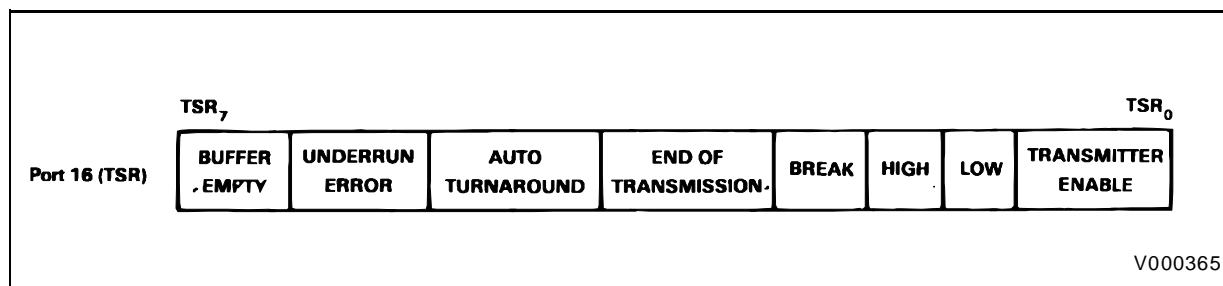 TSR7 TSR0
Port 16 (TSR)
BUFFER EMPTY
UNDERRUN ERROR
AUTO TURNAROUND
END OF TRANSMISSION
BREAK
HIGH
LOW
TRANSMITTER ENABLE
V000365